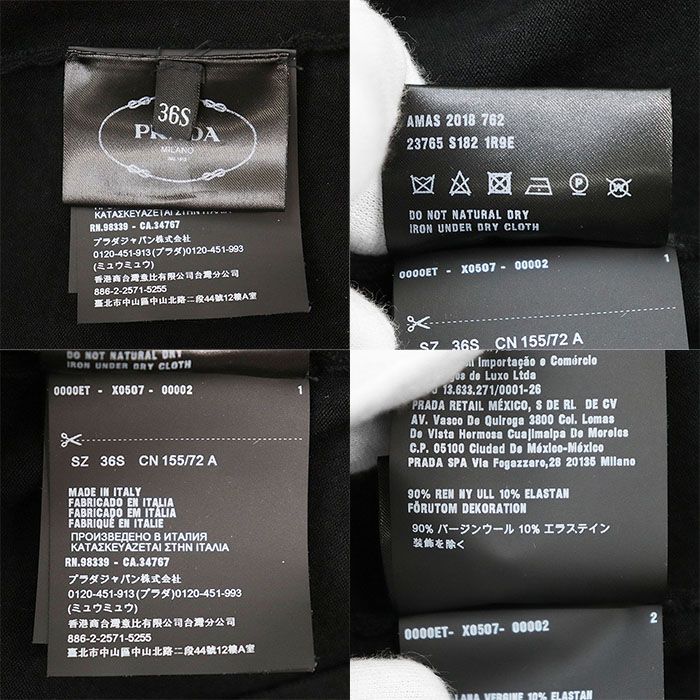 36S
PRADA
MILANO
ΚΑΤΑΣΚΕΥΑΖΕΤΑΙ ΣΤΗΝ ΙΤΑΛΙΑ
RN.98339 - CA.34767
プラダジャパン株式会社
0120-451-913(プラダ)0120-451-993
(ミュウミュウ)
香港商台灣意比有限公司台灣分公司
886-2-2571-5255
臺北市中山區中山北路二段44號12樓A室
AMAS 2018 762
23765 S182 1R9E
DO NOT NATURAL DRY
IRON UNDER DRY CLOTH
0000ET- X0507- 00002 1
SZ 36S CN 155/72 A
DO NOT NATURAL DRY
IRON UNDER DRY CLOTH
0000ET - X0507 - 00002 1
SZ 36S CN 155/72 A
MADE IN ITALY
FABRICADO EN ITALIA
FABRICADO EM ITÁLIA
FABRIQUÉ EN ITALIE
ПРОИЗВЕДЕНО В ИТАЛИЯ
ΚΑΤΑΣΚΕΥΑΖΕΤΑΙ ΣΤΗΝ ΙΤΑΛΙΑ
RN.98339 - CA.34767
プラダジャパン株式会社
0120-451-913(プラダ)0120-451-993
(ミュウミュウ)
香港商台灣意比有限公司台灣分公司
886-2-2571-5255
臺北市中山區中山北路二段44號12樓A室
Importação e Comércio
de Luxo Ltda
13.633.271/0001-26
PRADA RETAIL MÉXICO, S DE RL DE CV
AV. Vasco De Quiroga 3800 Col. Lomas
De Vista Hermosa Cuajimalpa De Morelos
C.P. 05100 Ciudad De México-México
PRADA SPA Via Fogazzaro,28 20135 Milano
90% REN NY ULL 10% ELASTAN
FÖRUTOM DEKORATION
90% バージンウール 10% エラステイン
装飾を除く
0000ET- X0507- 00002 2
VERGINE 10% ELASTAN